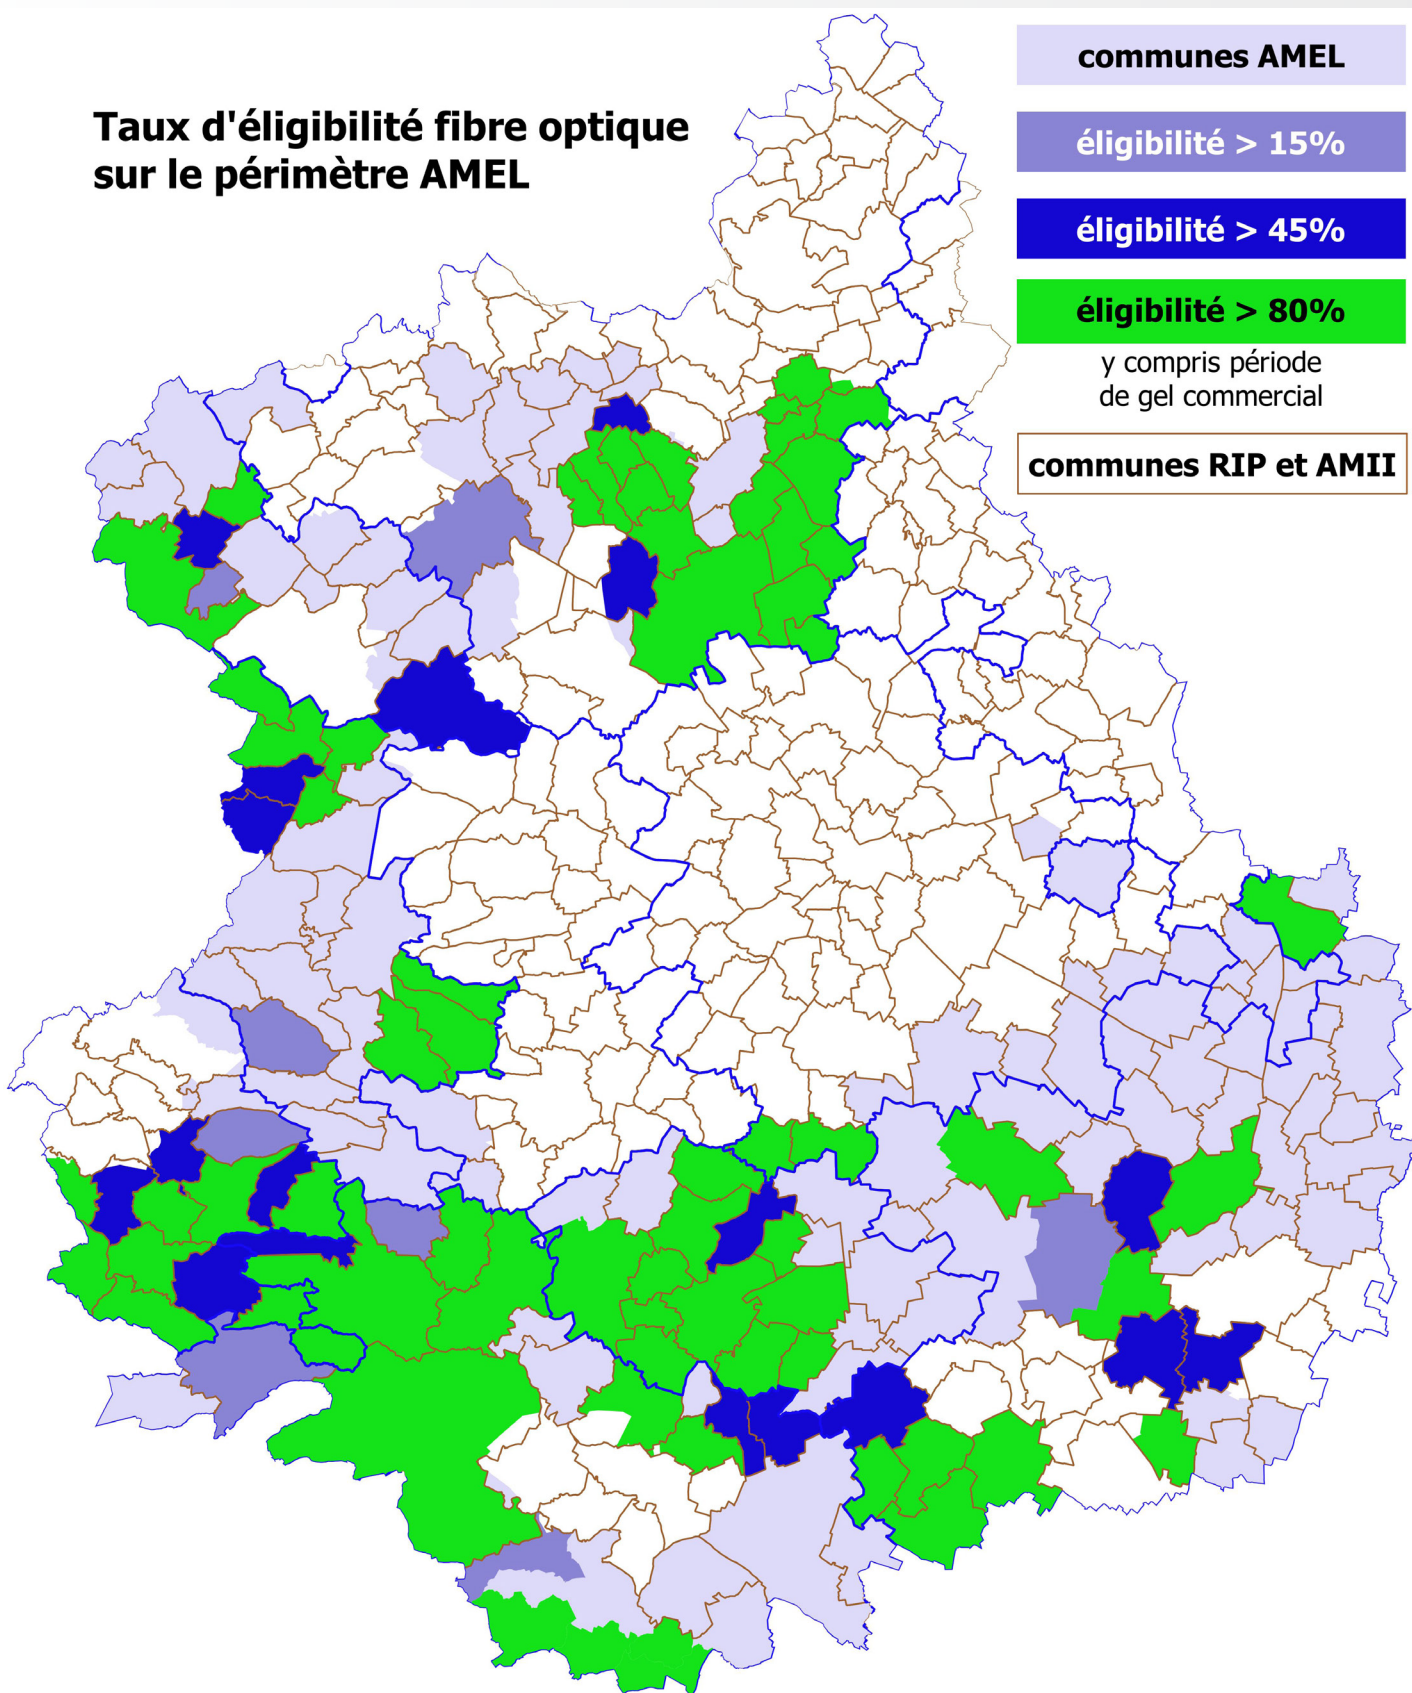 Taux d'éligibilité fibre optique
sur le périmètre AMEL
communes AMEL
éligibilité > 15%
éligibilité > 45%
éligibilité > 80%
y compris période
de gel commercial
communes RIP et AMII